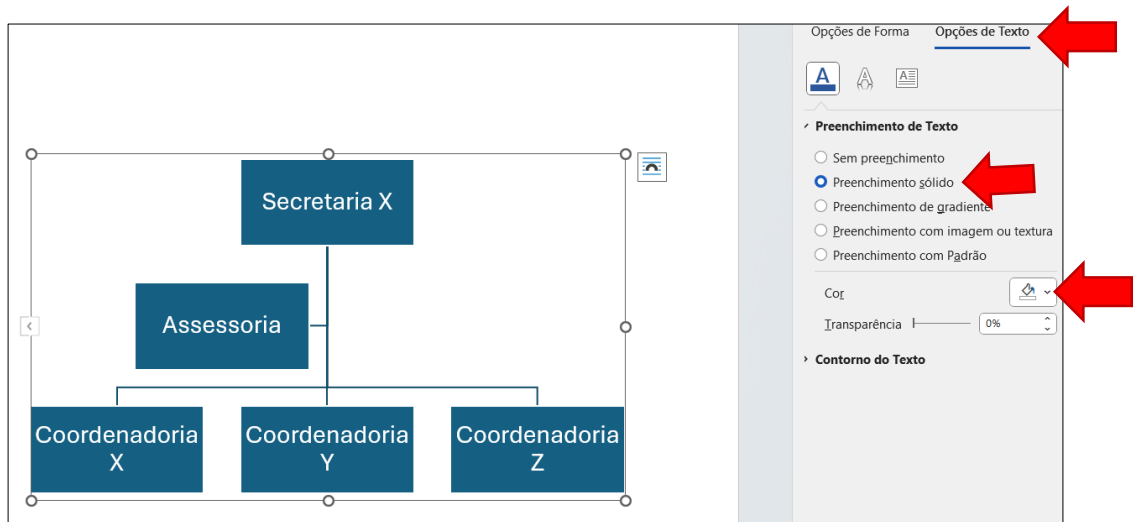 Opções de Forma Opções de Texto
A A A
Preenchimento de Texto
Sem preenchimento
Preenchimento sólido
Preenchimento de gradiente
Preenchimento com imagem ou textura
Preenchimento com Padrão
Cor
Transparência 0%
Contorno do Texto
Secretaria X
Assessoria
Coordenadoria
X
Coordenadoria
Y
Coordenadoria
Z